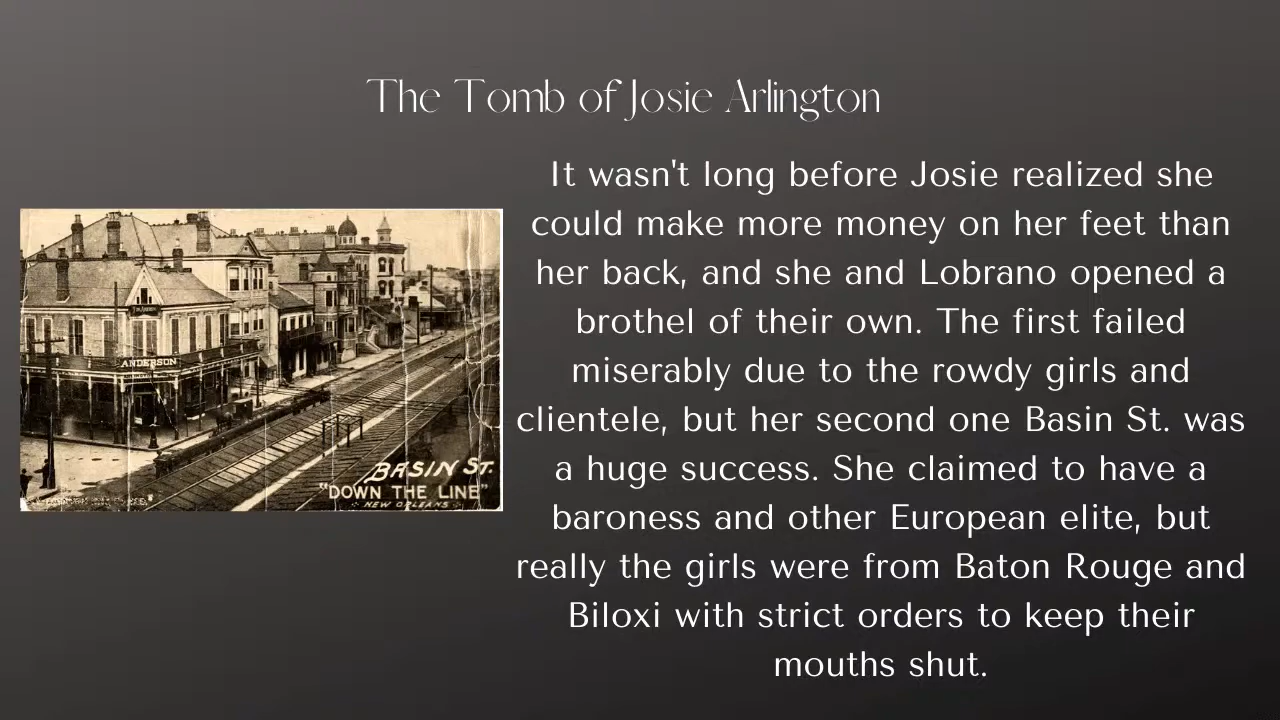 The Tomb of Josie Arlington
It wasn't long before Josie realized she
could make more money on her feet than
her back, and she and Lobrano opened a
brothel of their own. The first failed
miserably due to the rowdy girls and
clientele, but her second one Basin St. was
a huge success. She claimed to have a
baroness and other European elite, but
really the girls were from Baton Rouge and
Biloxi with strict orders to keep their
mouths shut.
ANDERSON
BASIN ST.
"DOWN THE LINE"
NEW ORLEANS